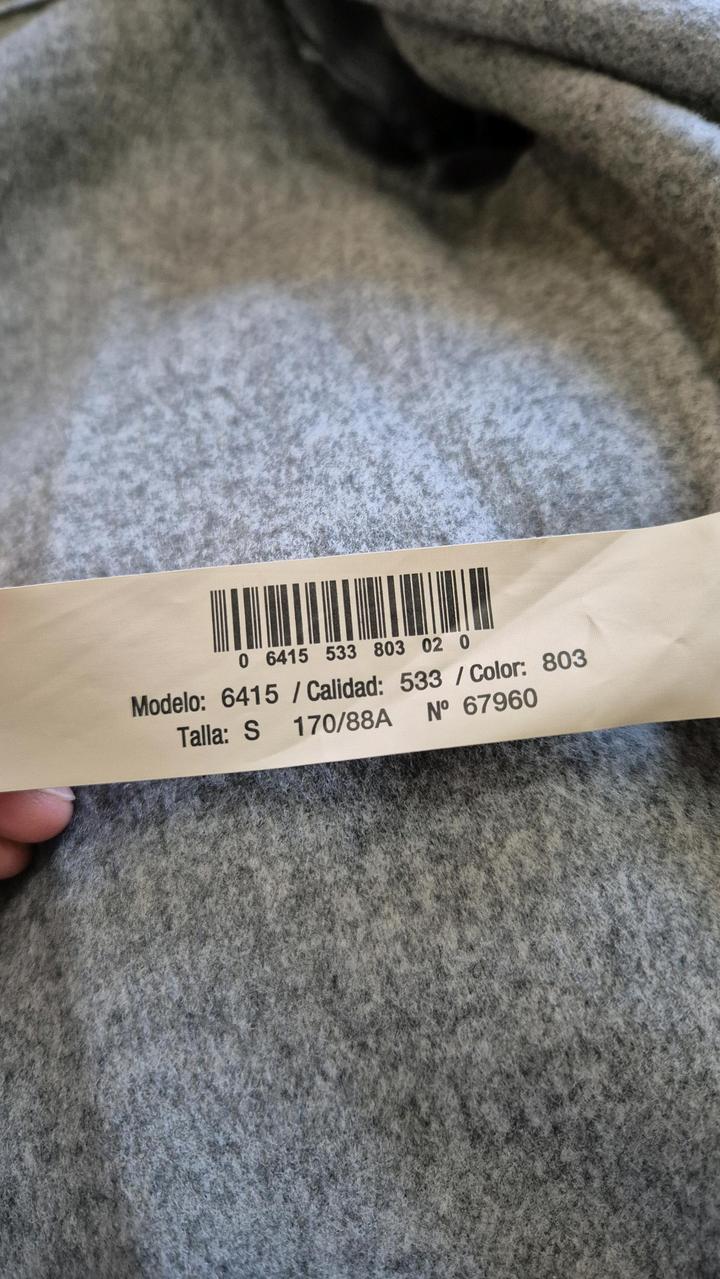 0 6415 533 803 02 0
Modelo: 6415 / Calidad: 533 / Color: 803
Talla: S 170/88A Nº 67960